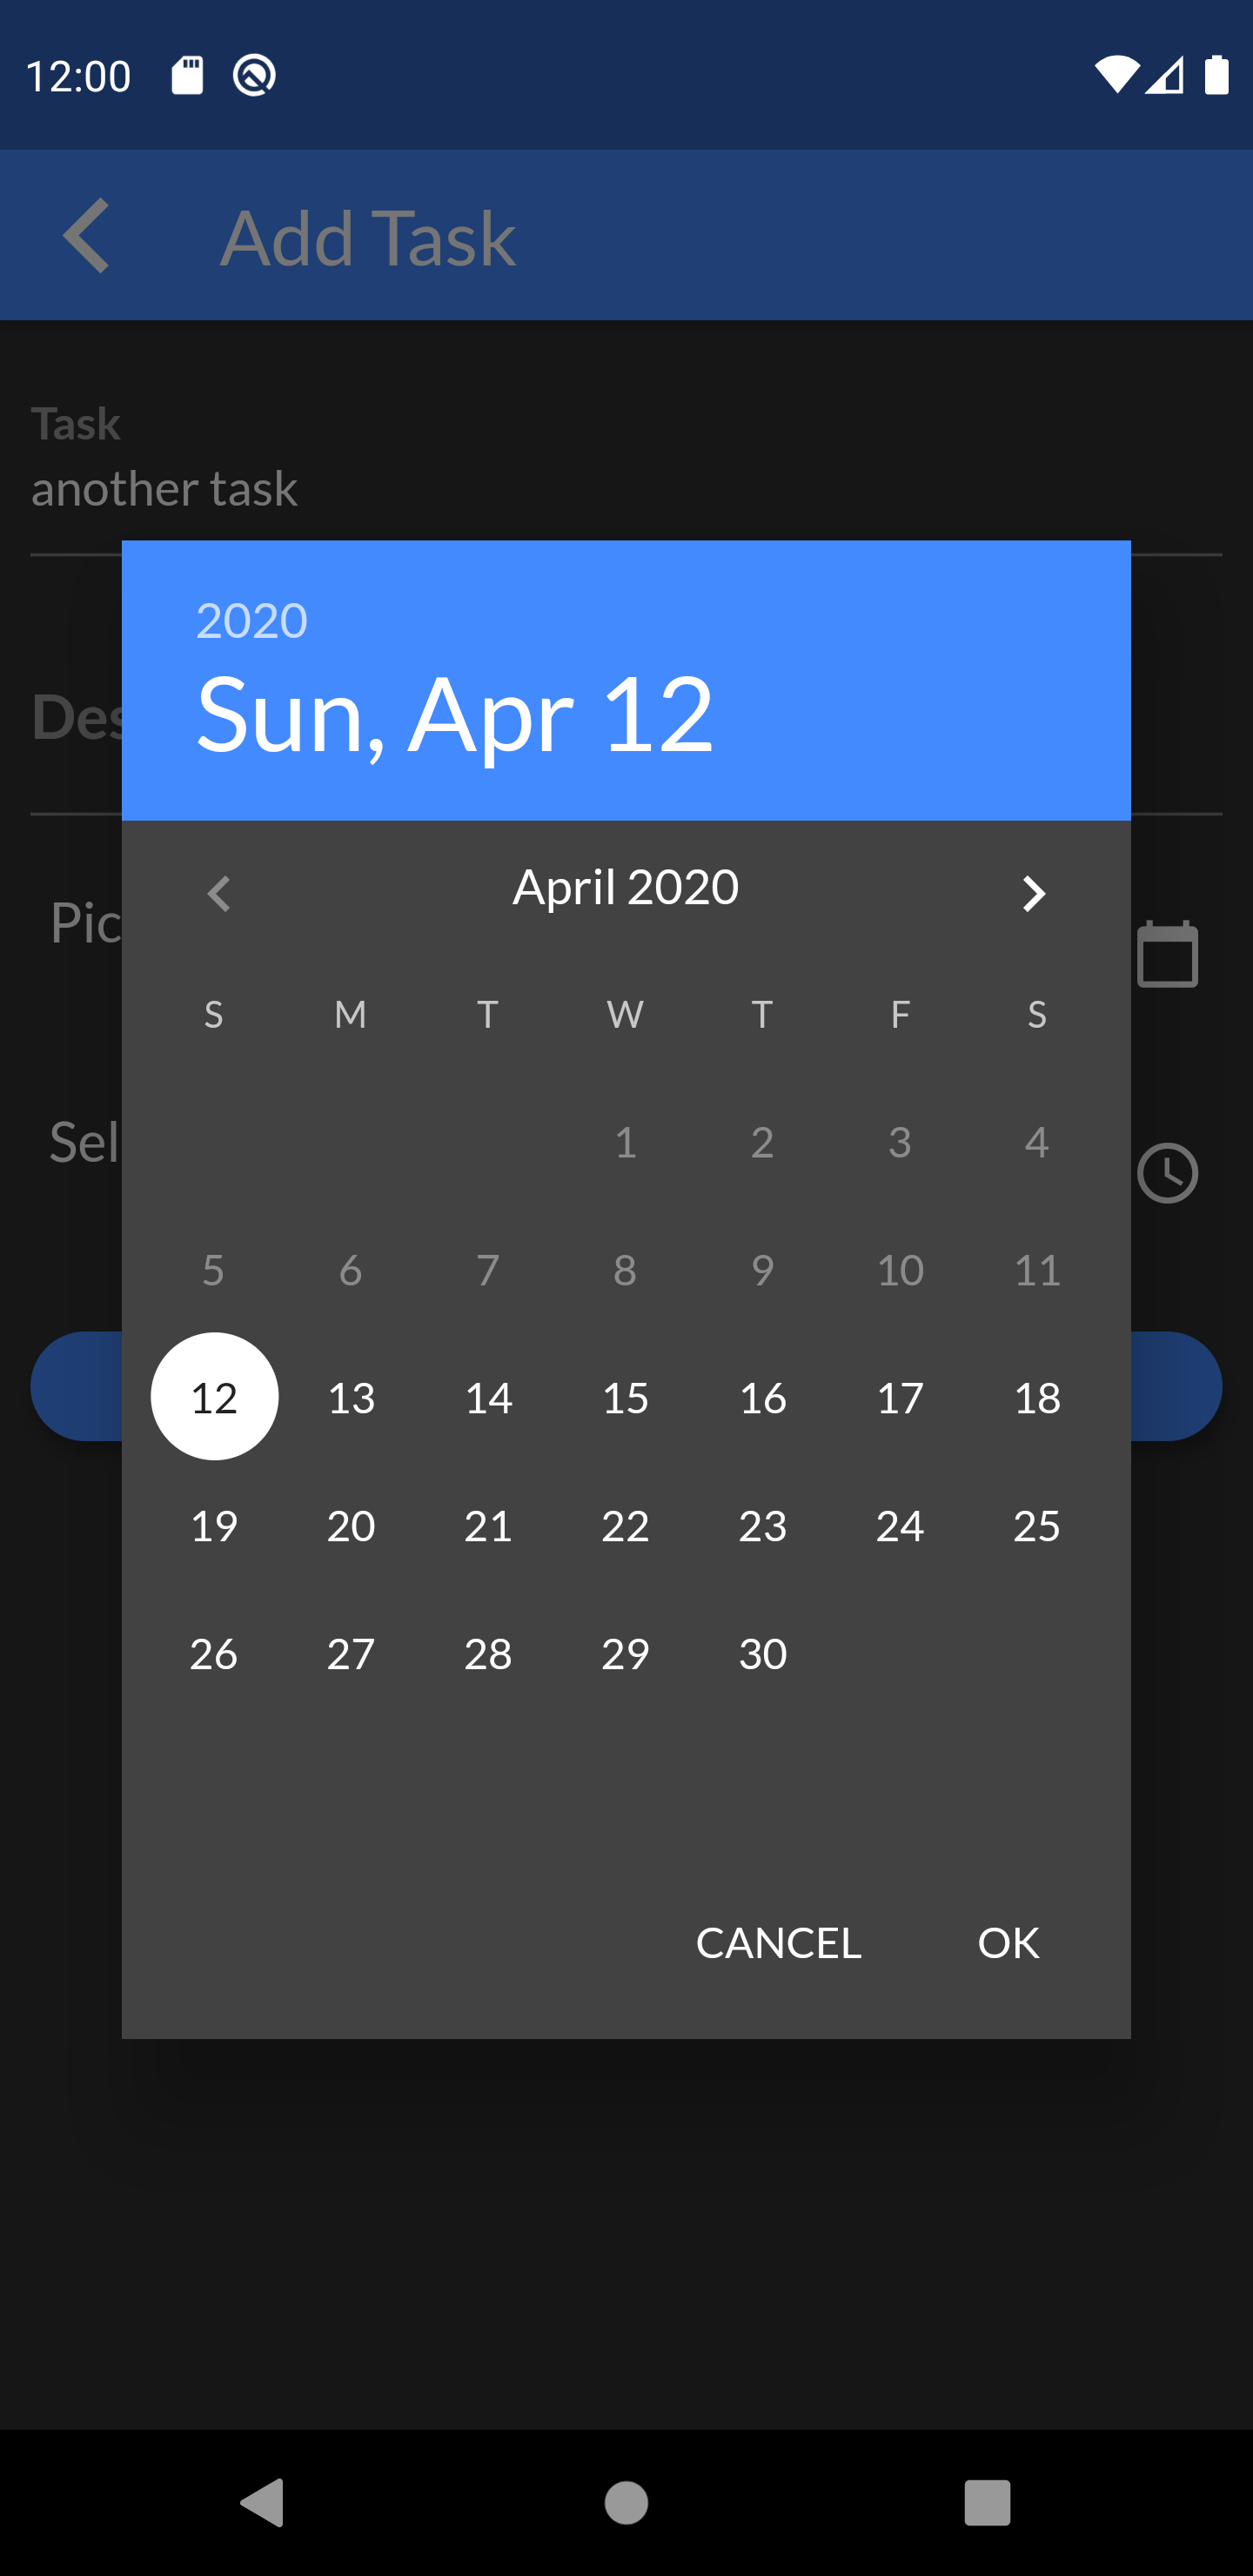 12:00
Add Task
Task
another task
2020
Sun, Apr 12
Des
Pic
April 2020
S M T W T F S
1 2 3 4
Sel
5 6 7 8 9 10 11
12 13 14 15 16 17 18
19 20 21 22 23 24 25
26 27 28 29 30
CANCEL OK